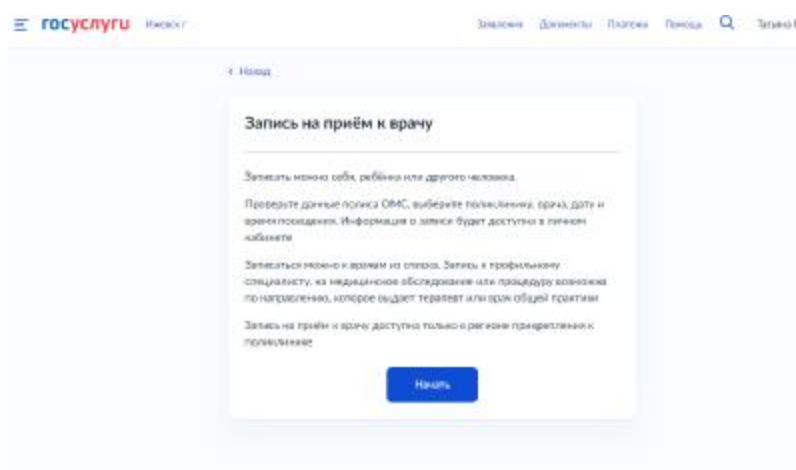 госуслуги Ижевск г Заявления Документы Платежи Помощь Татьяна
Назад
Запись на приём к врачу
Записать можно себя, ребёнка или другого человека.
Проверьте данные полиса ОМС, выберите поликлинику, врача, дату и
время посещения. Информация о записи будет доступна в личном
кабинете
Записаться можно к врачам из списка. Запись к профильному
специалисту, на медицинское обследование или процедуру возможна
по направлению, которое выдает терапевт или врач общей практики
Запись на приём к врачу доступна только в регионе прикрепления к
поликлинике
Начать